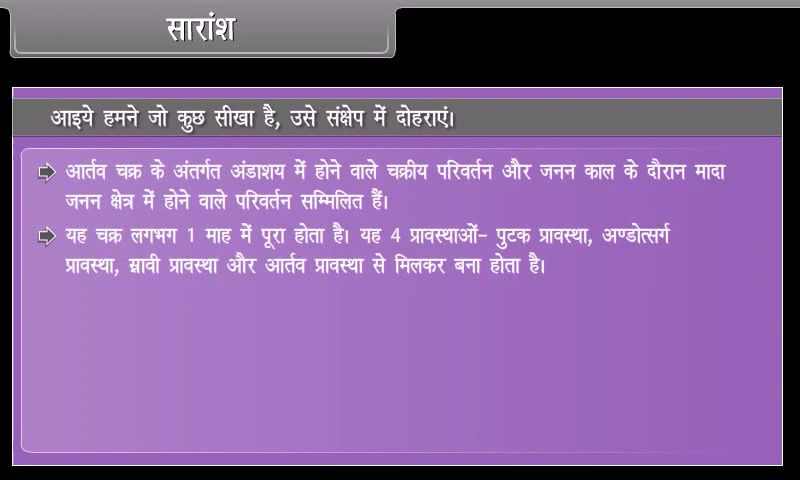 सारांश
आइये हमने जो कुछ सीखा है, उसे संक्षेप में दोहराएं।
आर्तव चक्र के अंतर्गत अंडाशय में होने वाले चक्रीय परिवर्तन और जनन काल के दौरान मादा
जनन क्षेत्र में होने वाले परिवर्तन सम्मिलित हैं।
यह चक्र लगभग 1 माह में पूरा होता है। यह 4 प्रावस्थाओं- पुटक प्रावस्था, अण्डोत्सर्ग
प्रावस्था, स्रावी प्रावस्था और आर्तव प्रावस्था से मिलकर बना होता है।